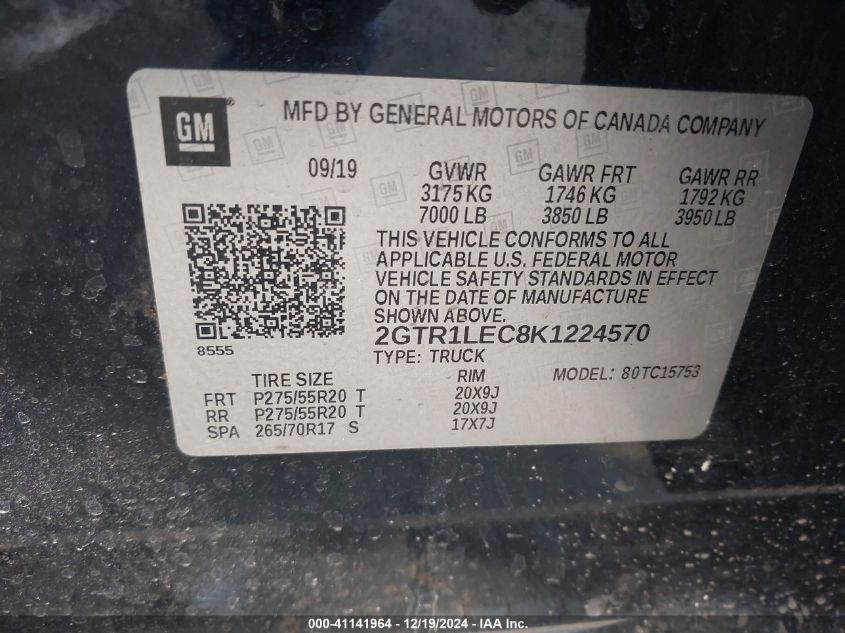 GM
®
MFD BY GENERAL MOTORS OF CANADA COMPANY
09/19 GVWR GAWR FRT GAWR RR
3175 KG 1746 KG 1792 KG
7000 LB 3850 LB 3950 LB
THIS VEHICLE CONFORMS TO ALL
APPLICABLE U.S. FEDERAL MOTOR
VEHICLE SAFETY STANDARDS IN EFFECT
ON THE DATE OF MANUFACTURE
SHOWN ABOVE.
8555
2GTR1LEC8K1224570
TYPE: TRUCK
TIRE SIZE RIM MODEL: 80TC15753
FRT P275/55R20 T 20X9J
RR P275/55R20 T 20X9J
SPA 265/70R17 S 17X7J
000-41141964 - 12/19/2024 - IAA Inc.